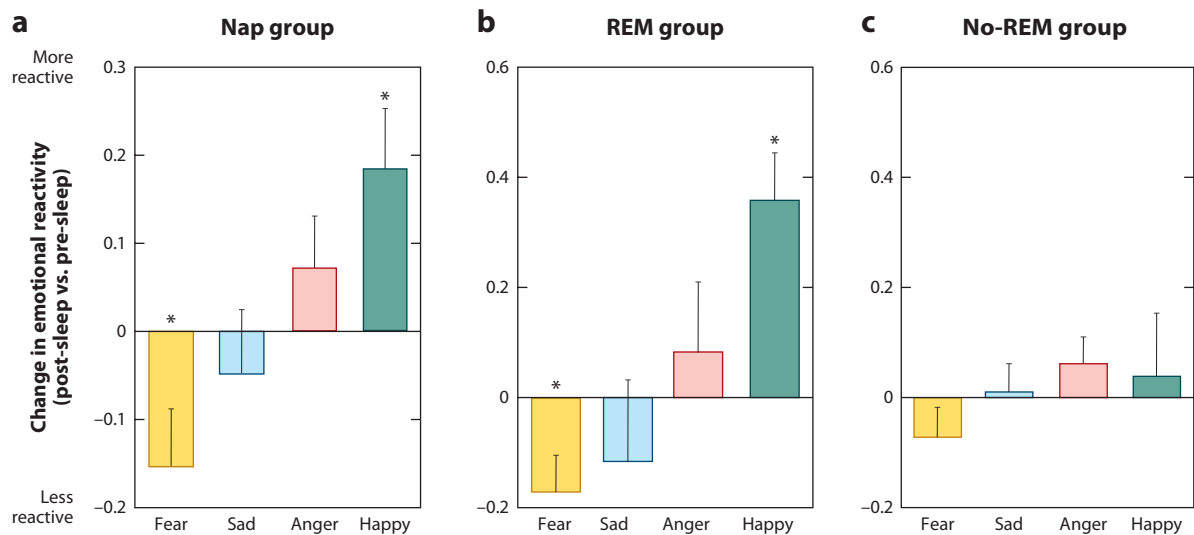 a
Nap group
More
reactive
Change in emotional reactivity
(post-sleep vs. pre-sleep)
Less
reactive
0.3
0.2
0.1
0
–0.1
–0.2
*
*
Fear Sad Anger Happy
b
REM group
0.6
0.4
0.2
0
–0.2
*
*
Fear Sad Anger Happy
c
No-REM group
0.6
0.4
0.2
0
–0.2
Fear Sad Anger Happy